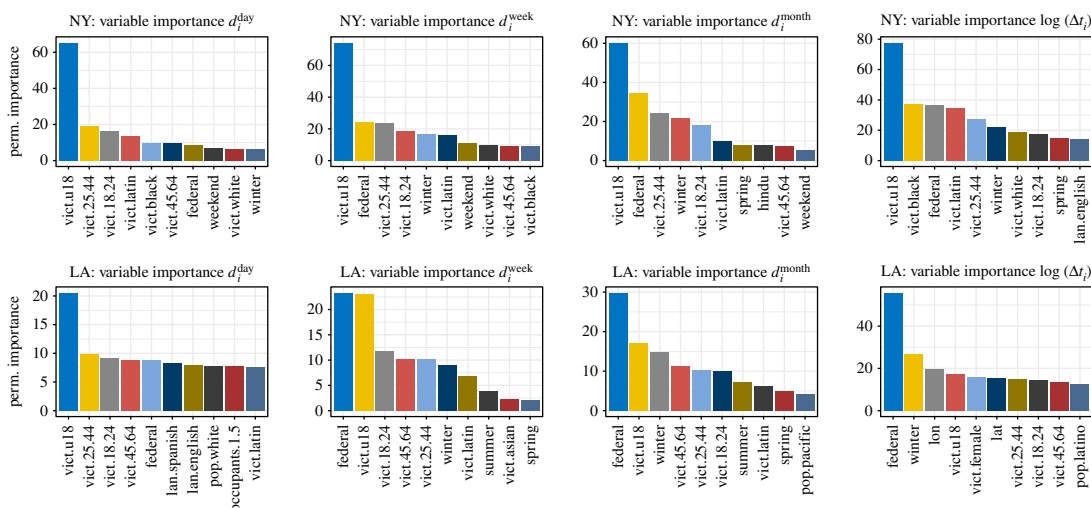 NY: variable importance d_i^day
NY: variable importance d_i^week
NY: variable importance d_i^month
NY: variable importance log (Δt_i)
perm. importance
60
40
20
0
vict.u18
vict.25.44
vict.18.24
vict.latin
vict.black
vict.45.64
federal
weekend
vict.white
winter
60
40
20
0
vict.u18
federal
vict.25.44
vict.18.24
winter
vict.latin
weekend
vict.white
vict.45.64
vict.black
60
40
20
0
vict.u18
federal
vict.25.44
winter
vict.18.24
vict.latin
spring
hindu
vict.45.64
weekend
80
60
40
20
0
vict.u18
vict.black
federal
vict.latin
vict.25.44
winter
vict.white
vict.18.24
spring
lan.english
LA: variable importance d_i^day
LA: variable importance d_i^week
LA: variable importance d_i^month
LA: variable importance log (Δt_i)
perm. importance
20
15
10
5
0
vict.u18
vict.25.44
vict.18.24
vict.45.64
federal
lan.spanish
lan.english
pop.white
occupants.1.5
vict.latin
20
15
10
5
0
federal
vict.u18
vict.18.24
vict.45.64
vict.25.44
winter
vict.latin
summer
vict.asian
spring
30
20
10
0
federal
vict.u18
winter
vict.45.64
vict.25.44
vict.18.24
summer
vict.latin
spring
pop.pacific
40
20
0
federal
winter
lon
vict.u18
vict.female
lat
vict.25.44
vict.18.24
vict.45.64
pop.latino